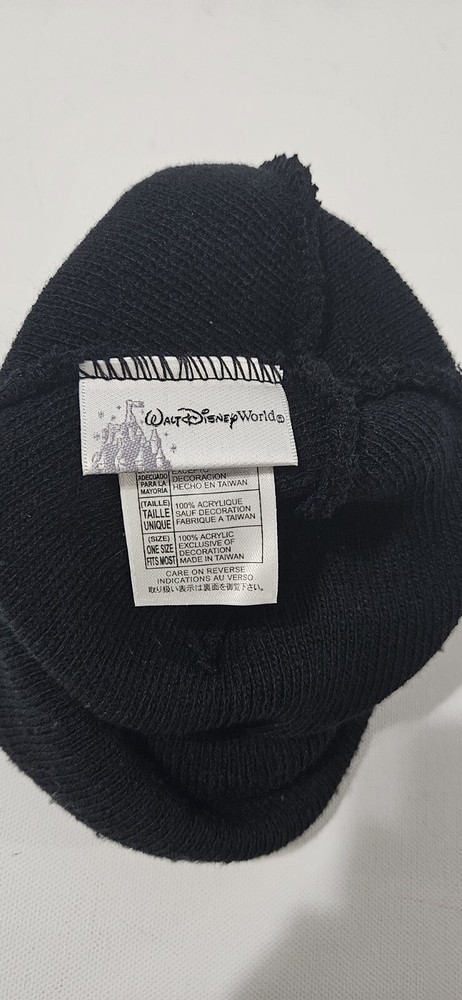 WALT DISNEY World®
ADECUADO
PARA LA
MAYORIA
EXCEPTO
DECORACION
HECHO EN TAIWAN
(TAILLE)
TAILLE
UNIQUE
100% ACRYLIQUE
SAUF DECORATION
FABRIQUE A TAIWAN
(SIZE)
ONE SIZE
FITS MOST
100% ACRYLIC
EXCLUSIVE OF
DECORATION
MADE IN TAIWAN
CARE ON REVERSE
INDICATIONS AU VERSO
取り扱い表示は裏面を御覧下さい。